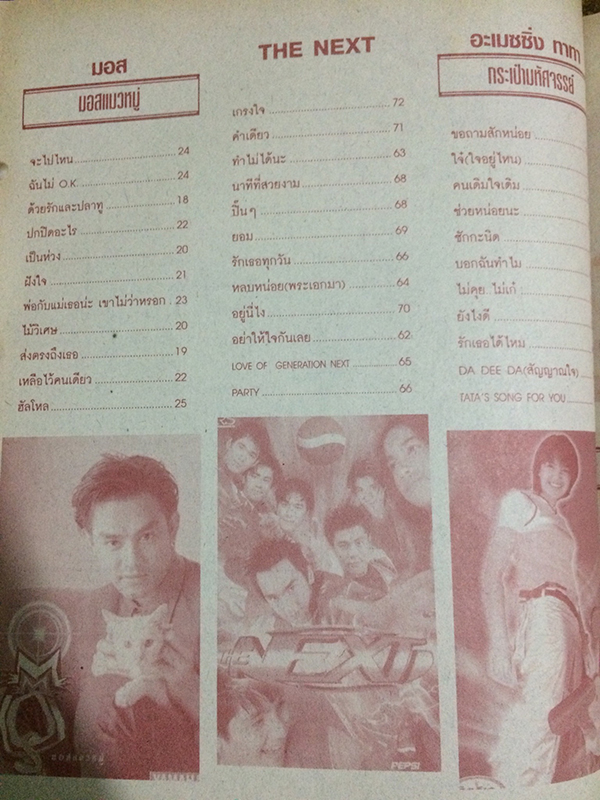 มอส
มอสแมวหมู่
จะไปไหน 24
ฉันไม่ O.K. 24
ด้วยรักและปลาทู 18
ปกปิดอะไร 22
เป็นห่วง 20
ฝังใจ 21
พ่อกับแม่เธอน่ะ เขาไม่ว่าหรอก 23
ไม้วิเศษ 20
ส่งตรงถึงเธอ 19
เหลือไว้คนเดียว 22
ฮัลโหล 25
THE NEXT
เกรงใจ 72
คำเดียว 71
ทำไม่ได้นะ 63
นาทีที่สวยงาม 68
ปิ๊นๆ 68
ยอม 69
รักเธอทุกวัน 66
หลบหน่อย(พระเอกมา) 64
อยู่นี่ไง 70
อย่าให้ใจกันเลย 62
LOVE OF GENERATION NEXT 65
PARTY 66
อะเมซซิ่ง ทาทา
กระเป๋ามหัศจรรย์
ขอถามสักหน่อย
ใจ๋(ใจอยู่ไหน)
คนเดิมใจเดิม
ช่วยหน่อยนะ
ซักกะนิด
บอกฉันทำไม
ไม่คุย ไม่เก๋
ยังไงดี
รักเธอได้ไหม
DA DEE DA(สัญญาณใจ)
TATA'S SONG FOR YOU
MOS
THE NEXT
PEPSI